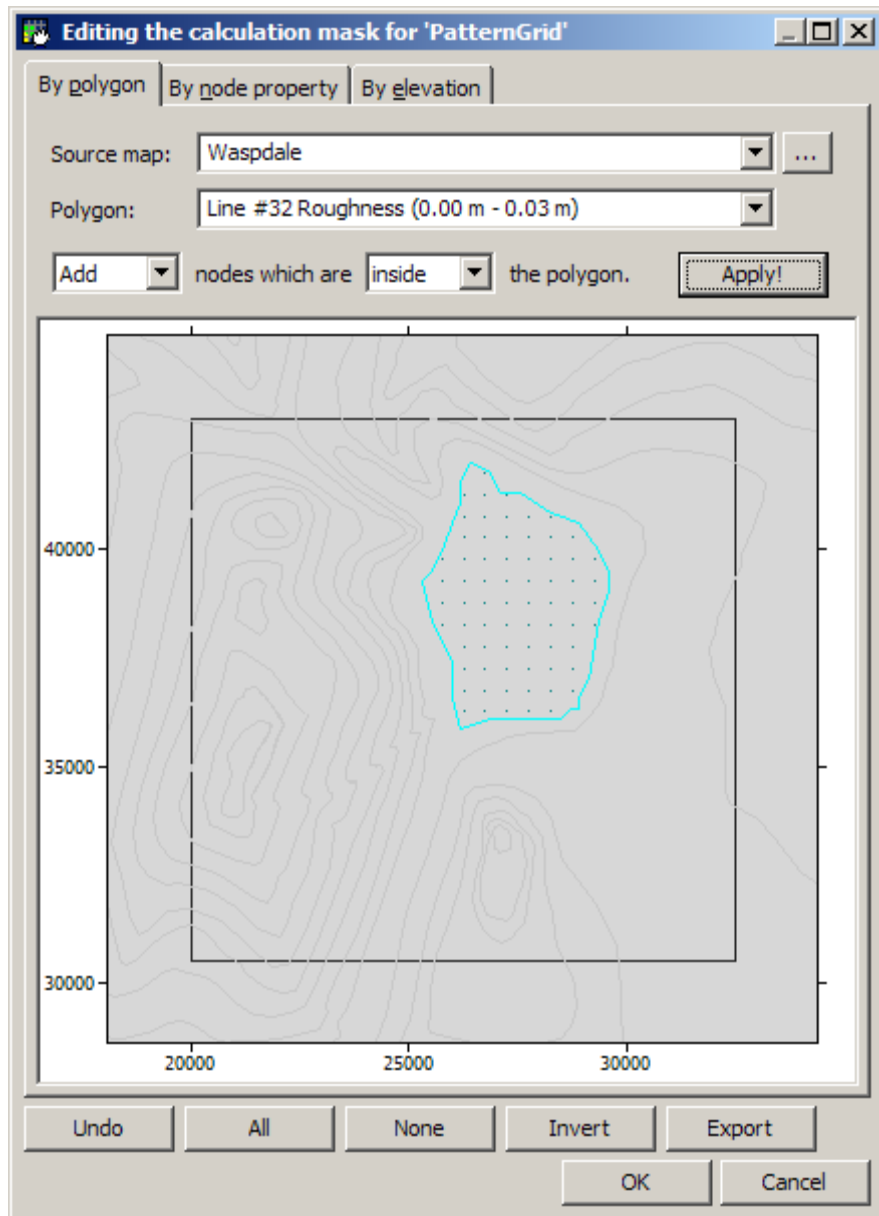 Editing the calculation mask for 'PatternGrid'
By polygon By node property By elevation
Source map: Waspdale ...
Polygon: Line #32 Roughness (0.00 m - 0.03 m)
Add nodes which are inside the polygon. Apply!
40000
35000
30000
20000 25000 30000
Undo All None Invert Export
OK Cancel